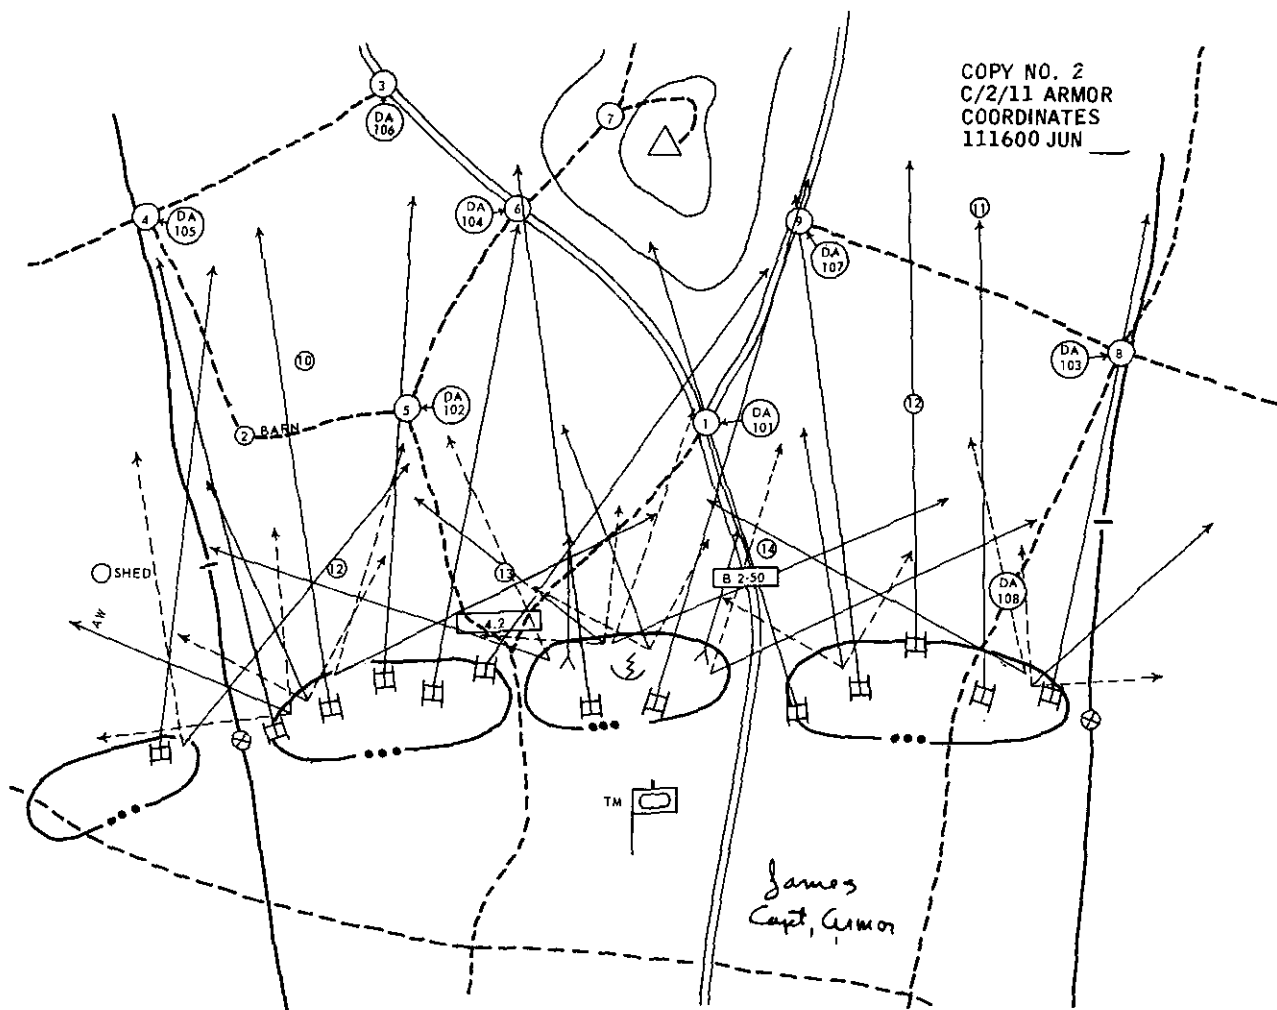 COPY NO. 2
C/2/11 ARMOR
COORDINATES
111600 JUN ____
3
DA
106
7
4
DA
105
DA
104
6
9
DA
107
11
10
DA
103
8
5
DA
102
12
2
BARN
1
DA
101
SHED
12
13
14
B 2-50
DA
108
AW
4.2
TM
James
Capt, Armor